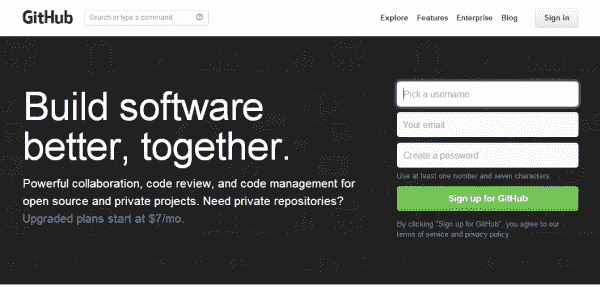 GitHub
Search or type a command
Explore Features Enterprise Blog Sign in
Build software
better, together.
Powerful collaboration, code review, and code management for
open source and private projects. Need private repositories?
Upgraded plans start at $7/mo.
Pick a username
Your email
Create a password
Use at least one number and seven characters.
Sign up for GitHub
By clicking "Sign up for GitHub", you agree to our
terms of service and privacy policy.